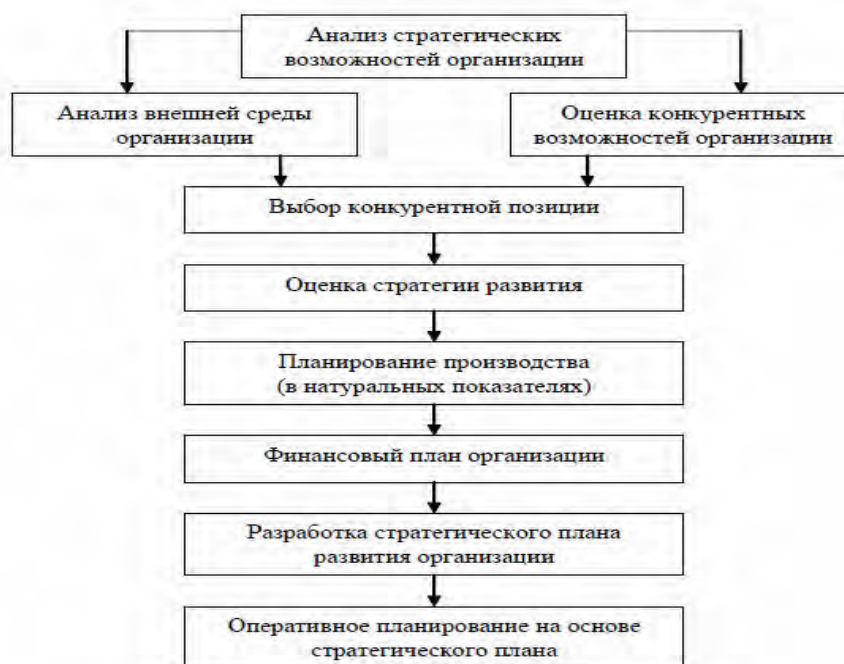 Анализ стратегических
возможностей организации
Анализ внешней среды
организации
Оценка конкурентных
возможностей организации
Выбор конкурентной позиции
Оценка стратегии развития
Планирование производства
(в натуральных показателях)
Финансовый план организации
Разработка стратегического плана
развития организации
Оперативное планирование на основе
стратегического плана